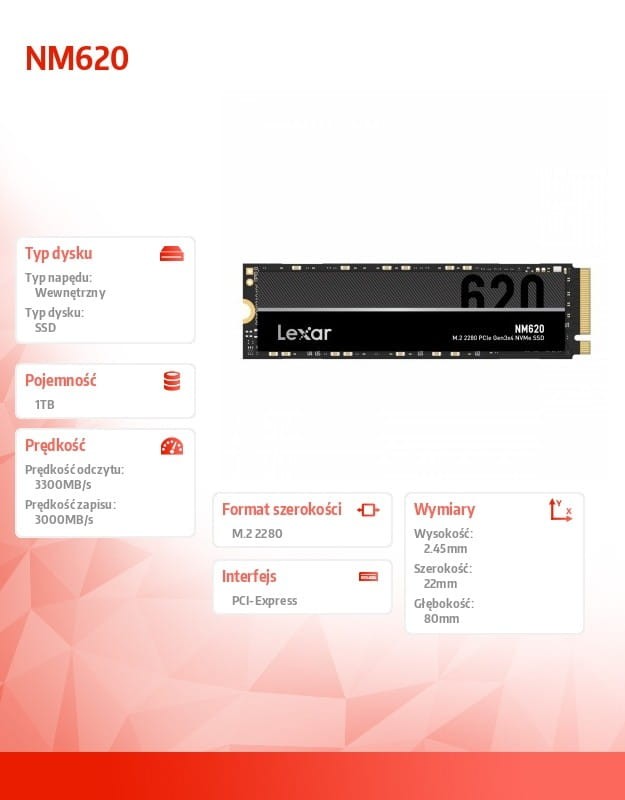 NM620
Typ dysku
Typ napędu:
Wewnętrzny
Typ dysku:
SSD
Pojemność
1TB
Prędkość
Prędkość odczytu:
3300MB/s
Prędkość zapisu:
3000MB/s
620
Lexar
NM620
M.2 2280 PCIe Gen3x4 NVMe SSD
Format szerokości
M.2 2280
Interfejs
PCI-Express
Wymiary
Y
X
Wysokość:
2.45mm
Szerokość:
22mm
Głębokość:
80mm